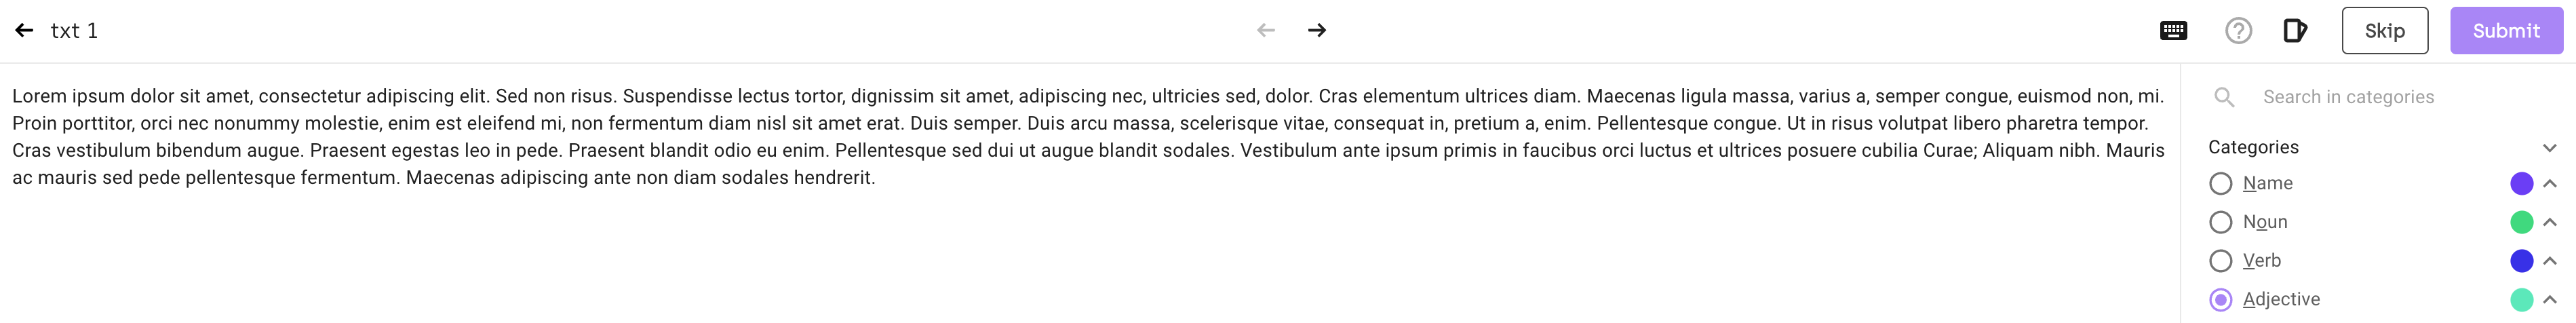 txt 1
Skip
Submit
Lorem ipsum dolor sit amet, consectetur adipiscing elit. Sed non risus. Suspendisse lectus tortor, dignissim sit amet, adipiscing nec, ultricies sed, dolor. Cras elementum ultrices diam. Maecenas ligula massa, varius a, semper congue, euismod non, mi.
Proin porttitor, orci nec nonummy molestie, enim est eleifend mi, non fermentum diam nisl sit amet erat. Duis semper. Duis arcu massa, scelerisque vitae, consequat in, pretium a, enim. Pellentesque congue. Ut in risus volutpat libero pharetra tempor.
Cras vestibulum bibendum augue. Praesent egestas leo in pede. Praesent blandit odio eu enim. Pellentesque sed dui ut augue blandit sodales. Vestibulum ante ipsum primis in faucibus orci luctus et ultrices posuere cubilia Curae; Aliquam nibh. Mauris
ac mauris sed pede pellentesque fermentum. Maecenas adipiscing ante non diam sodales hendrerit.
Search in categories
Categories
Name
Noun
Verb
Adjective